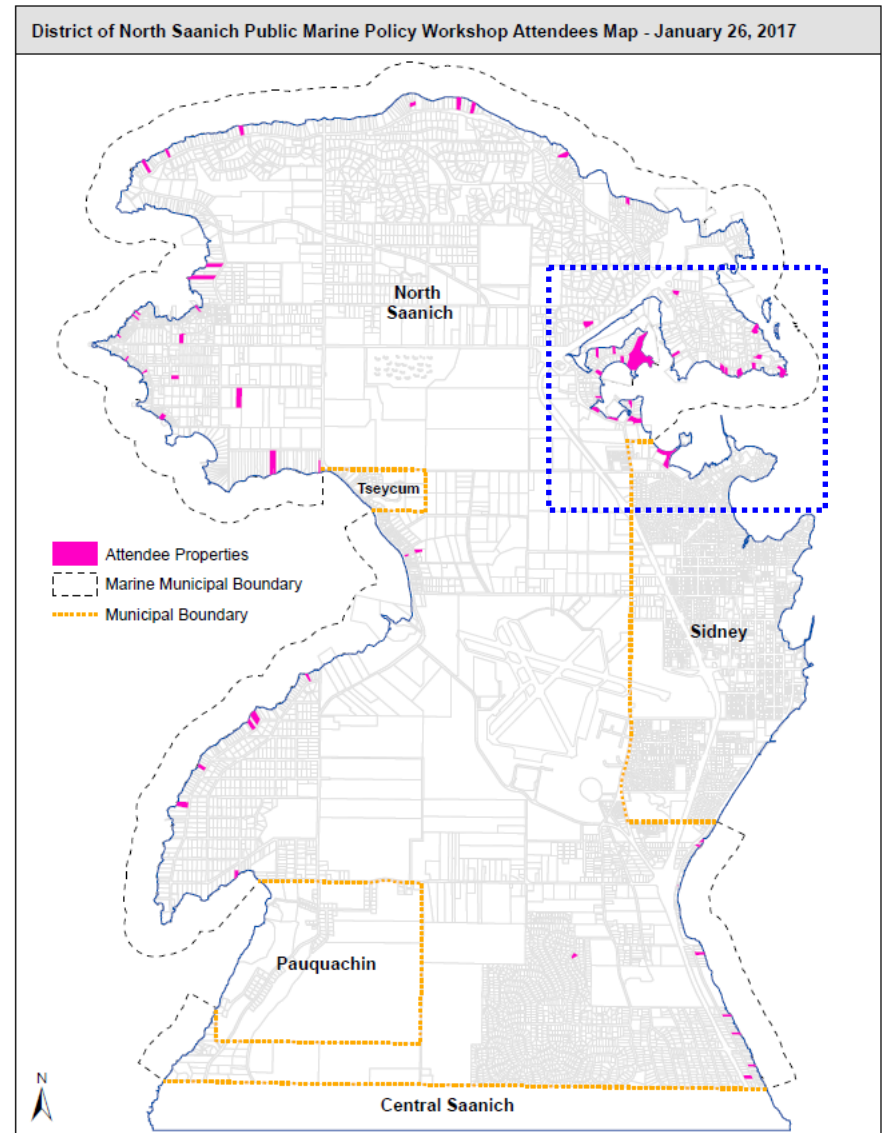 District of North Saanich Public Marine Policy Workshop Attendees Map - January 26, 2017
North
Saanich
Tseycum
Attendee Properties
Marine Municipal Boundary
Municipal Boundary
Sidney
Pauquachin
N
Central Saanich